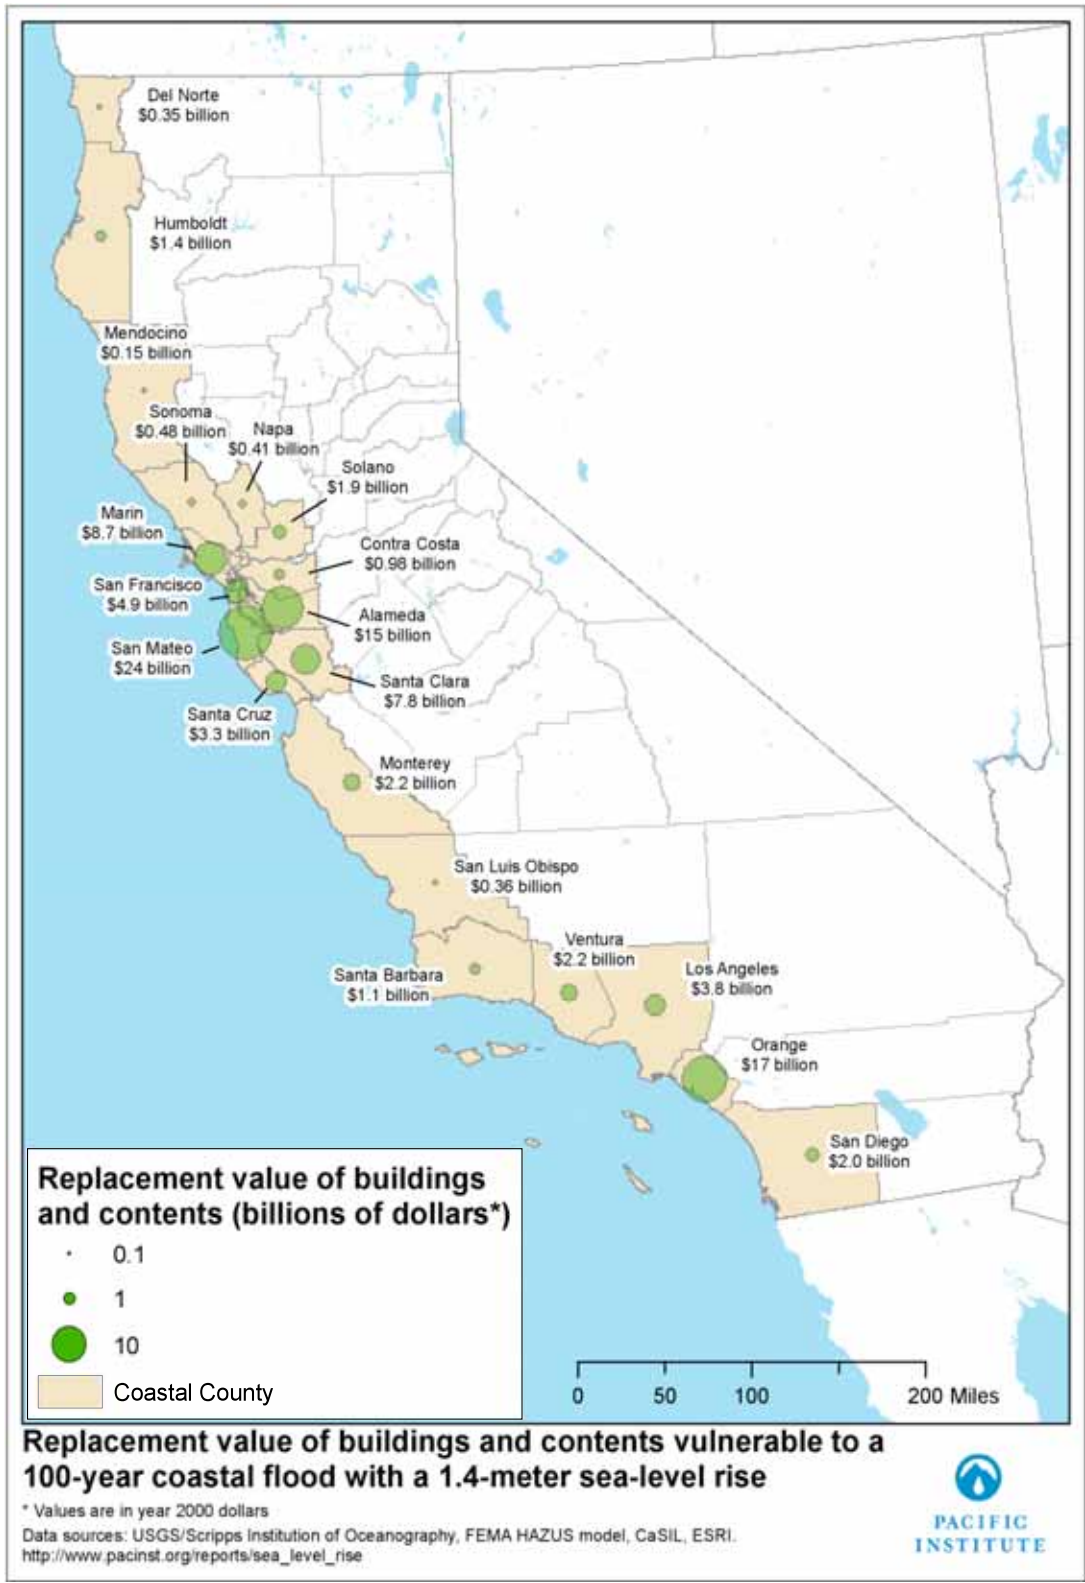 Del Norte
$0.35 billion
Humboldt
$1.4 billion
Mendocino
$0.15 billion
Sonoma
$0.48 billion
Napa
$0.41 billion
Solano
$1.9 billion
Marin
$8.7 billion
Contra Costa
$0.98 billion
San Francisco
$4.9 billion
Alameda
$15 billion
San Mateo
$24 billion
Santa Clara
$7.8 billion
Santa Cruz
$3.3 billion
Monterey
$2.2 billion
San Luis Obispo
$0.36 billion
Ventura
$2.2 billion
Santa Barbara
$1.1 billion
Los Angeles
$3.8 billion
Orange
$17 billion
San Diego
$2.0 billion
Replacement value of buildings
and contents (billions of dollars*)
0.1
1
10
Coastal County
0 50 100 200 Miles
Replacement value of buildings and contents vulnerable to a
100-year coastal flood with a 1.4-meter sea-level rise
* Values are in year 2000 dollars
Data sources: USGS/Scripps Institution of Oceanography, FEMA HAZUS model, CaSIL, ESRI.
http://www.pacinst.org/reports/sea_level_rise
PACIFIC
INSTITUTE